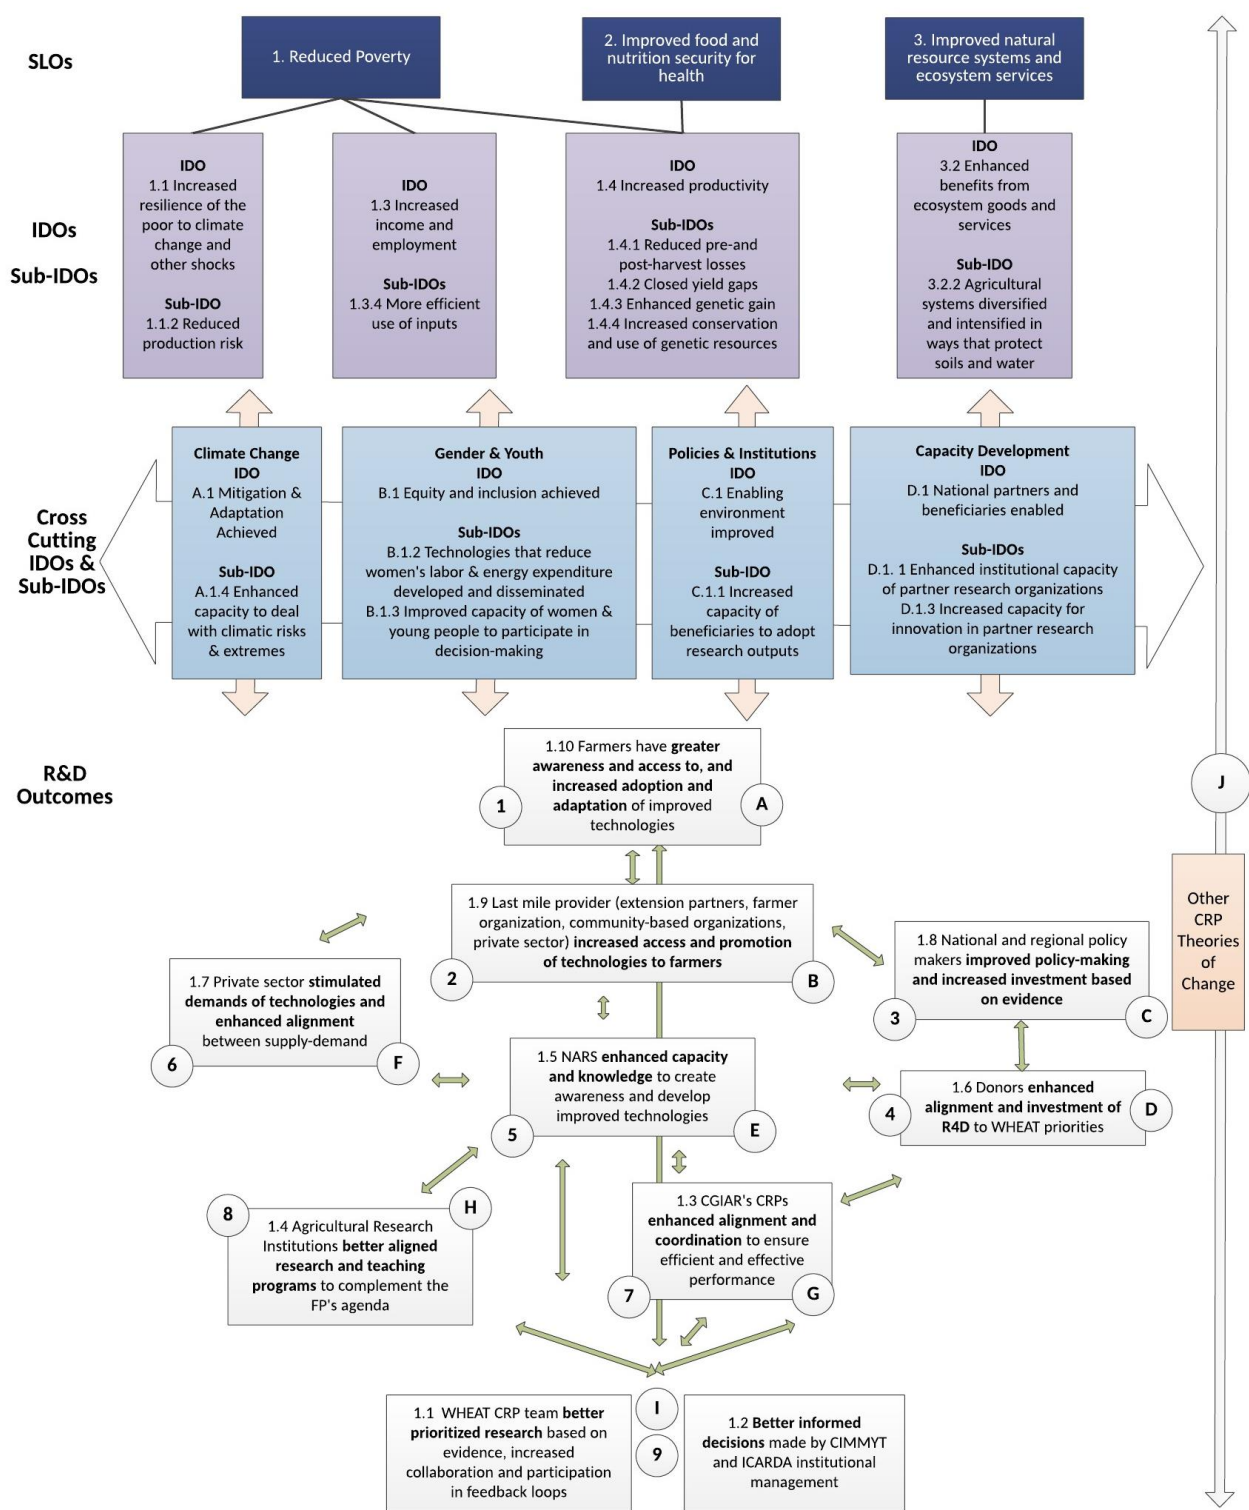 SLOs
1. Reduced Poverty
2. Improved food and
nutrition security for
health
3. Improved natural
resource systems and
ecosystem services
IDOs
Sub-IDOs
IDO
1.1 Increased
resilience of the
poor to climate
change and
other shocks
Sub-IDO
1.1.2 Reduced
production risk
IDO
1.3 Increased
income and
employment
Sub-IDOs
1.3.4 More efficient
use of inputs
IDO
1.4 Increased productivity
Sub-IDOs
1.4.1 Reduced pre-and
post-harvest losses
1.4.2 Closed yield gaps
1.4.3 Enhanced genetic gain
1.4.4 Increased conservation
and use of genetic resources
IDO
3.2 Enhanced
benefits from
ecosystem goods and
services
Sub-IDO
3.2.2 Agricultural
systems diversified
and intensified in
ways that protect
soils and water
Cross
Cutting
IDOs &
Sub-IDOs
Climate Change
IDO
A.1 Mitigation &
Adaptation
Achieved
Sub-IDO
A.1.4 Enhanced
capacity to deal
with climatic risks
& extremes
Gender & Youth
IDO
B.1 Equity and inclusion achieved
Sub-IDOs
B.1.2 Technologies that reduce
women's labor & energy expenditure
developed and disseminated
B.1.3 Improved capacity of women &
young people to participate in
decision-making
Policies & Institutions
IDO
C.1 Enabling
environment
improved
Sub-IDO
C.1.1 Increased
capacity of
beneficiaries to adopt
research outputs
Capacity Development
IDO
D.1 National partners and
beneficiaries enabled
Sub-IDOs
D.1. 1 Enhanced institutional capacity
of partner research organizations
D.1.3 Increased capacity for
innovation in partner research
organizations
R&D
Outcomes
1.10 Farmers have greater
awareness and access to, and
increased adoption and
adaptation of improved
technologies
1
A
J
Other
CRP
Theories
of
Change
1.9 Last mile provider (extension partners, farmer
organization, community-based organizations,
private sector) increased access and promotion
of technologies to farmers
2
B
1.8 National and regional policy
makers improved policy-making
and increased investment based
on evidence
3
C
1.7 Private sector stimulated
demands of technologies and
enhanced alignment
between supply-demand
6
F
1.5 NARS enhanced capacity
and knowledge to create
awareness and develop
improved technologies
5
E
1.6 Donors enhanced
alignment and investment of
R4D to WHEAT priorities
4
D
8
H
1.4 Agricultural Research
Institutions better aligned
research and teaching
programs to complement the
FP's agenda
1.3 CGIAR's CRPs
enhanced alignment and
coordination to ensure
efficient and effective
performance
7
G
1.1 WHEAT CRP team better
prioritized research based on
evidence, increased
collaboration and participation
in feedback loops
I
9
1.2 Better informed
decisions made by CIMMYT
and ICARDA institutional
management